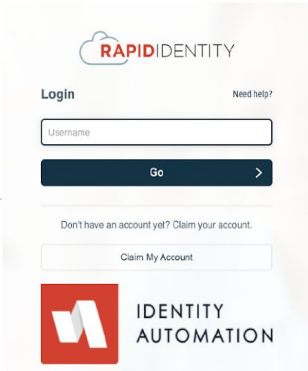 RAPIDIDENTITY
Login
Need help?
Username
Go
Don't have an account yet? Claim your account.
Claim My Account
IDENTITY
AUTOMATION